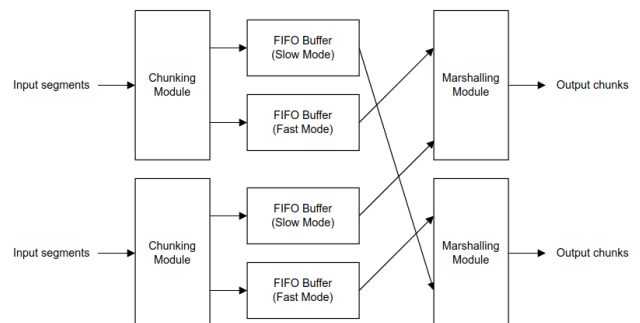 FIFO Buffer
(Slow Mode)
Input segments
Chunking
Module
Marshalling
Module
Output chunks
FIFO Buffer
(Fast Mode)
FIFO Buffer
(Slow Mode)
Input segments
Chunking
Module
Marshalling
Module
Output chunks
FIFO Buffer
(Fast Mode)